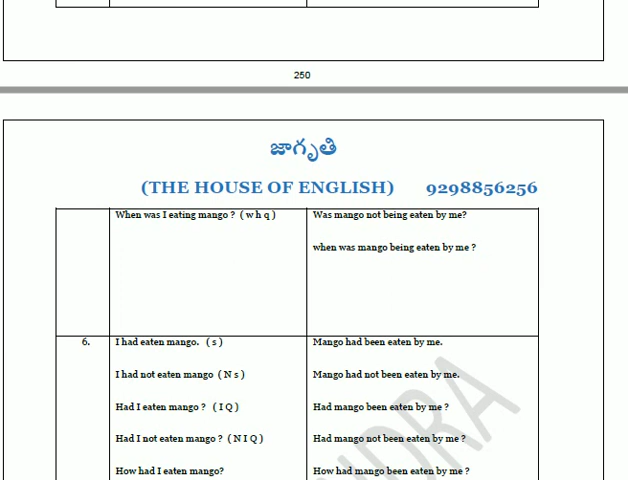 250
జాగృతి
(THE HOUSE OF ENGLISH) 9298856256
When was I eating mango ? ( w h q )
Was mango not being eaten by me?
when was mango being eaten by me ?
6.
I had eaten mango. ( s )
Mango had been eaten by me.
I had not eaten mango ( N s )
Mango had not been eaten by me.
Had I eaten mango ? ( I Q )
Had mango been eaten by me ?
Had I not eaten mango ? ( N I Q )
Had mango not been eaten by me ?
How had I eaten mango?
How had mango been eaten by me ?